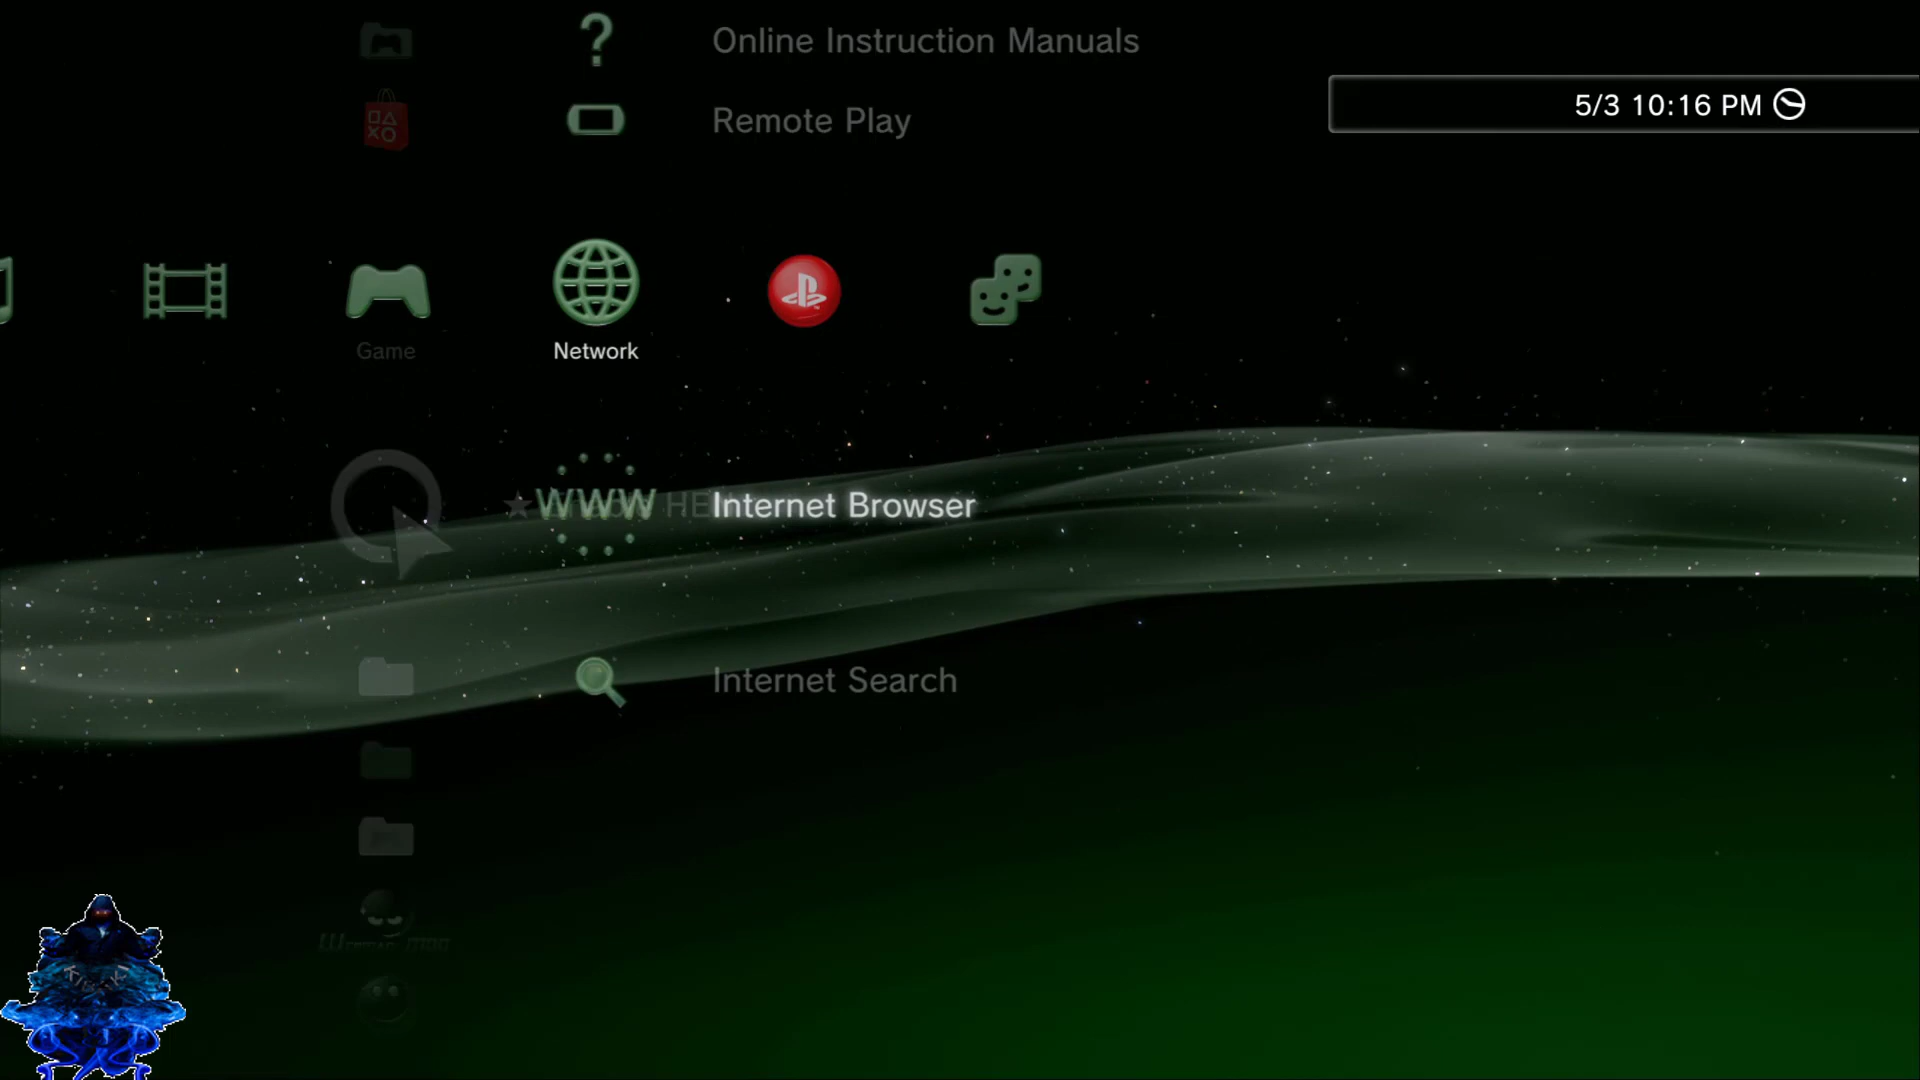 Online Instruction Manuals
5/3 10:16 PM
Remote Play
Game
Network
WWW
Internet Browser
Internet Search